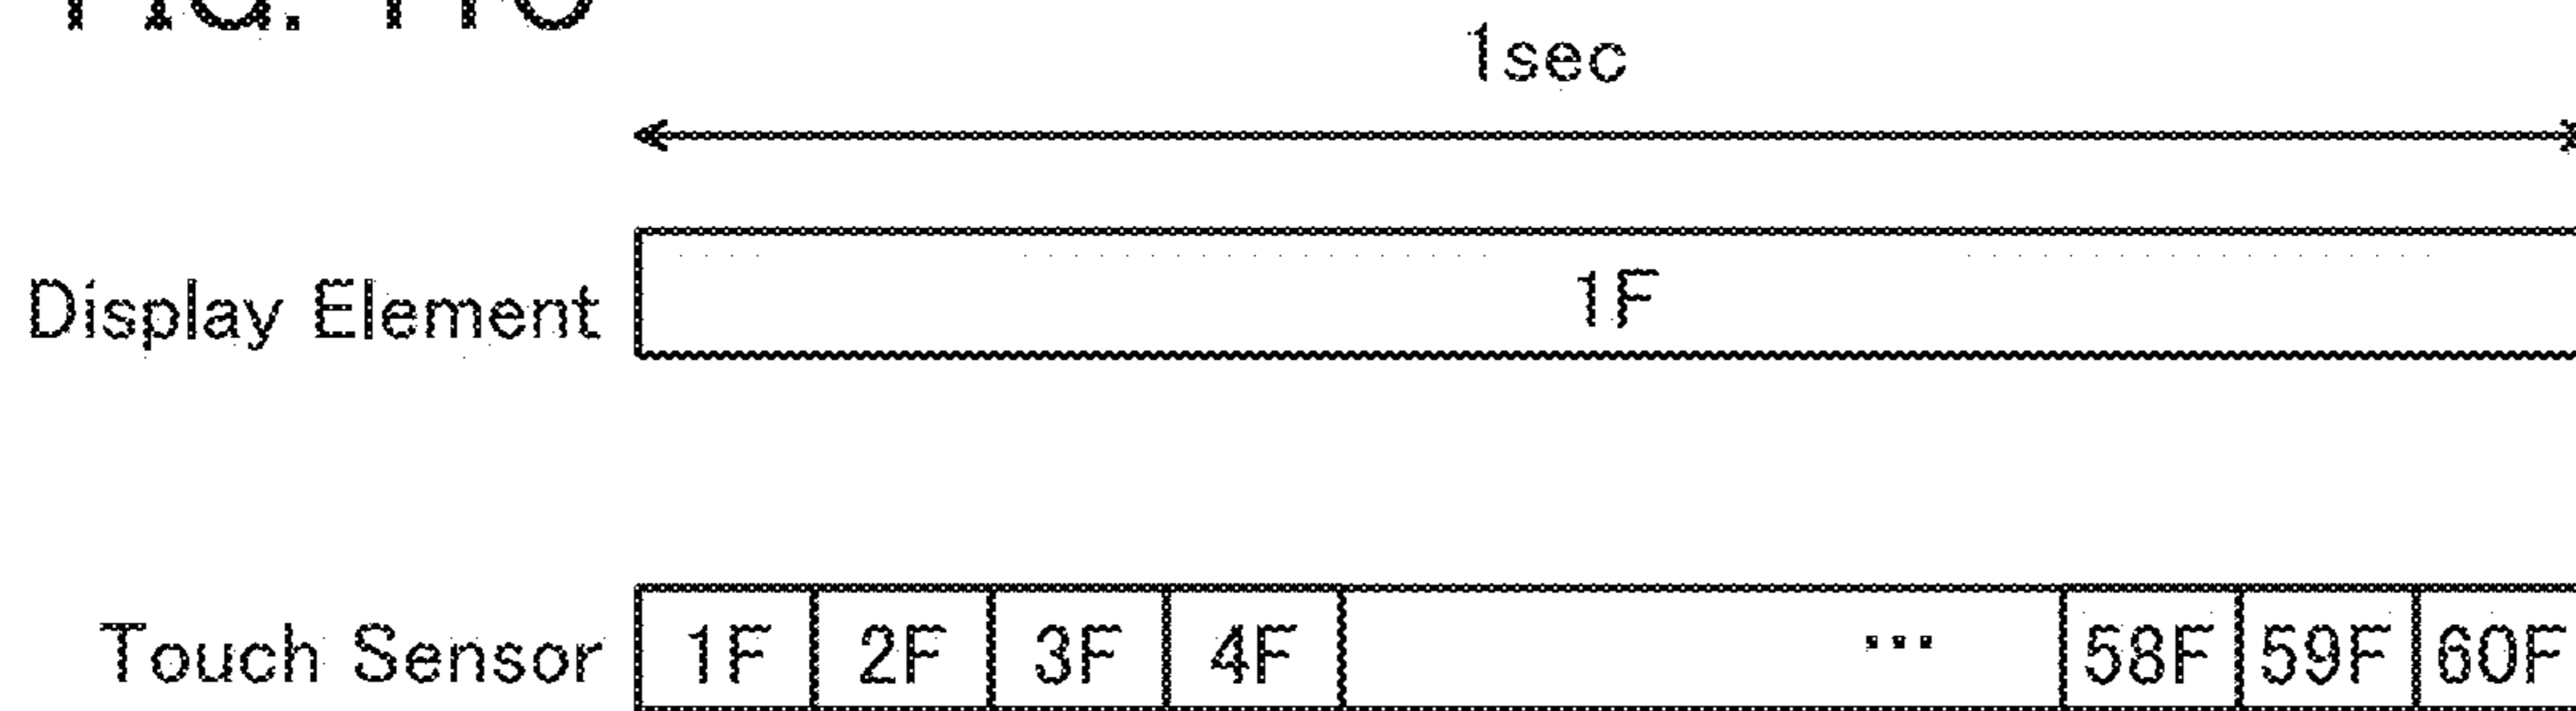 1sec
Display Element 1F
Touch Sensor 1F 2F 3F 4F ... 58F 59F 60F